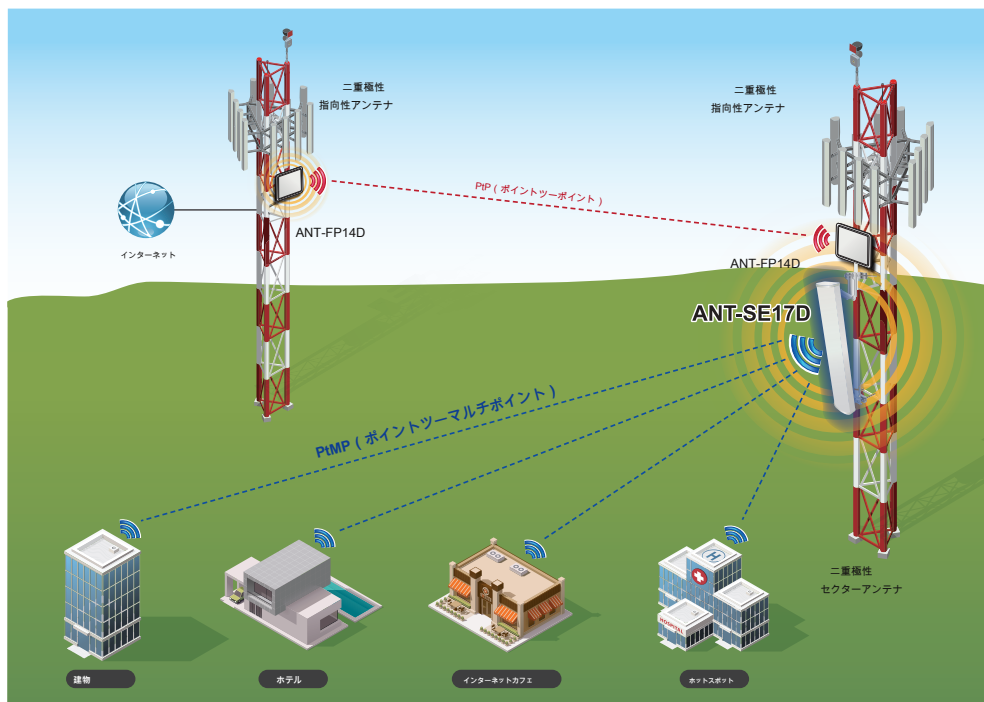 二重極性
指向性アンテナ
二重極性
指向性アンテナ
PtP ( ポイントツーポイント )
インターネット
ANT-FP14D
ANT-FP14D
ANT-SE17D
PtMP ( ポイントツーマルチポイント )
二重極性
セクターアンテナ
H
HOSPITAL
建物
ホテル
インターネットカフェ
ホットスポット